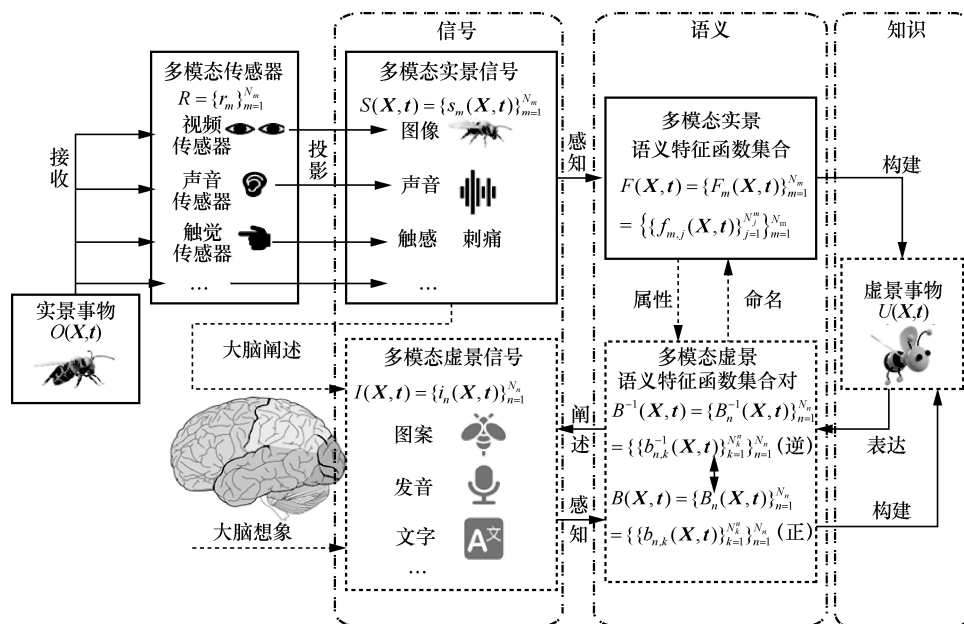 信号
语义
知识
多模态传感器
R = {r_m}_{m=1}^{N_m}
视频
传感器
声音
传感器
触觉
传感器
…
接收
投影
实景事物
O(X,t)
多模态实景信号
S(X,t) = {s_m(X,t)}_{m=1}^{N_m}
图像
声音
触感 刺痛
…
感知
多模态实景
语义特征函数集合
F(X,t) = {F_m(X,t)}_{m=1}^{N_m}
= {{f_{m,j}(X,t)}_{j=1}^{N_j^m}}_{m=1}^{N_m}
构建
属性
命名
虚景事物
U(X,t)
大脑阐述
大脑想象
多模态虚景信号
I(X,t) = {i_n(X,t)}_{n=1}^{N_n}
图案
发音
文字
A文
…
阐述
感知
多模态虚景
语义特征函数集合对
B^{-1}(X,t) = {B_n^{-1}(X,t)}_{n=1}^{N_n}
= {{b_{n,k}^{-1}(X,t)}_{k=1}^{N_k^n}}_{n=1}^{N_n} (逆)
B(X,t) = {B_n(X,t)}_{n=1}^{N_n}
= {{b_{n,k}(X,t)}_{k=1}^{N_k^n}}_{n=1}^{N_n} (正)
表达
构建